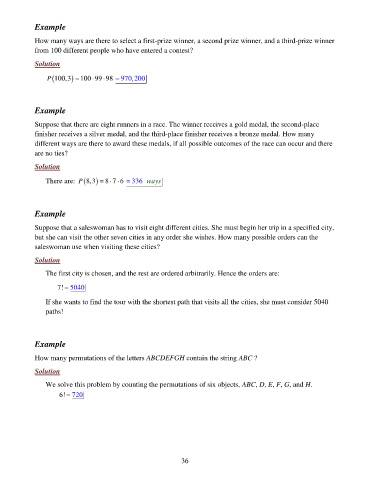 Example
How many ways are there to select a first-prize winner, a second prize winner, and a third-prize winner
from 100 different people who have entered a contest?
Solution
P(100,3) = 100·99·98 = 970,200
Example
Suppose that there are eight runners in a race. The winner receives a gold medal, the second-place
finisher receives a silver medal, and the third-place finisher receives a bronze medal. How many
different ways are there to award these medals, if all possible outcomes of the race can occur and there
are no ties?
Solution
There are: P(8,3) = 8·7·6 = 336 ways
Example
Suppose that a saleswoman has to visit eight different cities. She must begin her trip in a specified city,
but she can visit the other seven cities in any order she wishes. How many possible orders can the
saleswoman use when visiting these cities?
Solution
The first city is chosen, and the rest are ordered arbitrarily. Hence the orders are:
7! = 5040
If she wants to find the tour with the shortest path that visits all the cities, she must consider 5040
paths!
Example
How many permutations of the letters ABCDEFGH contain the string ABC ?
Solution
We solve this problem by counting the permutations of six objects, ABC, D, E, F, G, and H.
6! = 720
36